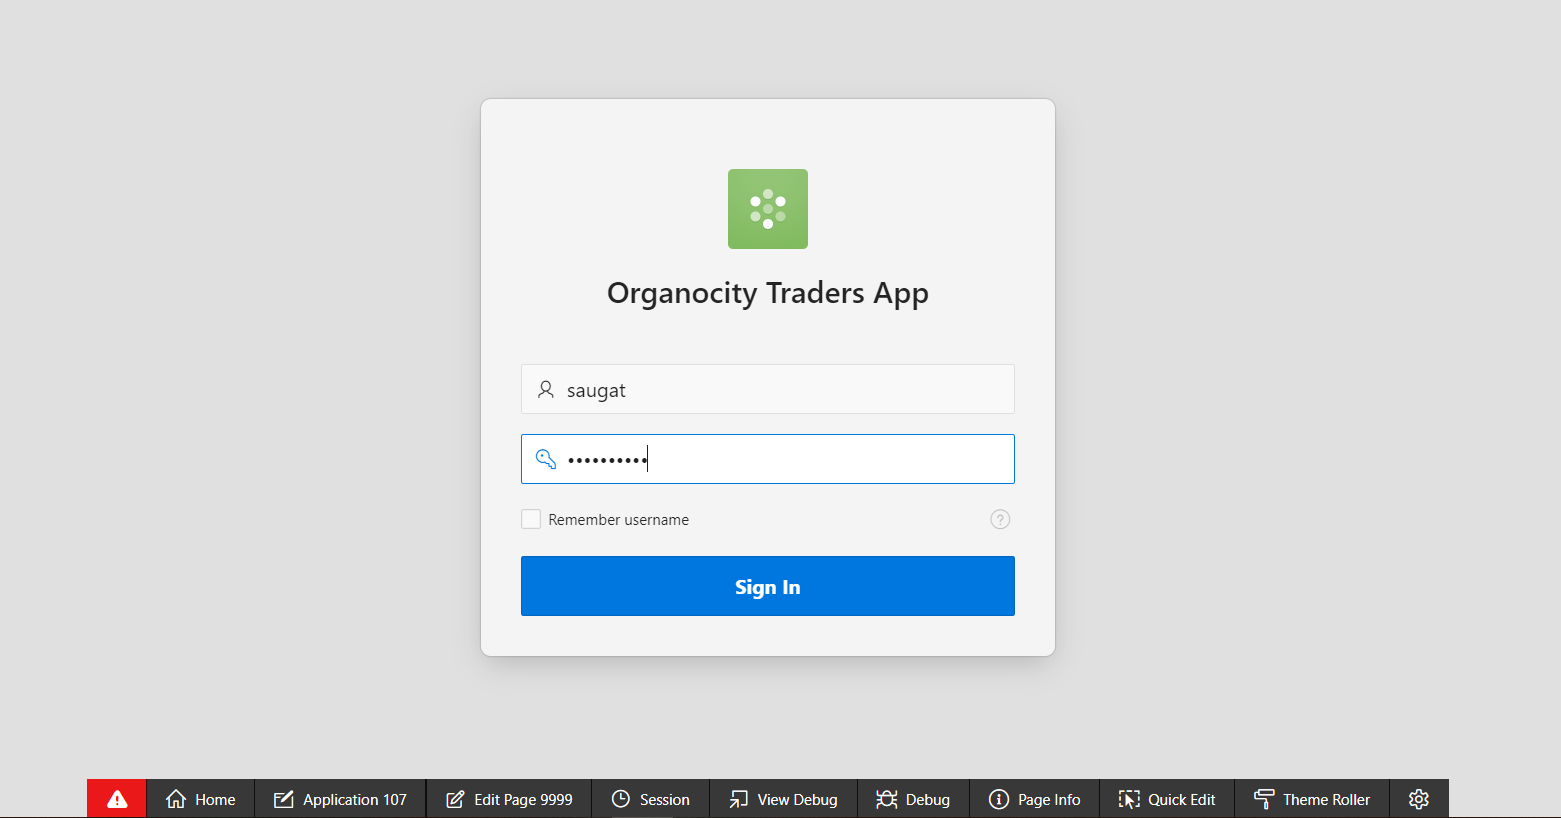 Organocity Traders App
saugat
••••••••••
Remember username
?
Sign In
Home Application 107 Edit Page 9999 Session View Debug Debug Page Info Quick Edit Theme Roller